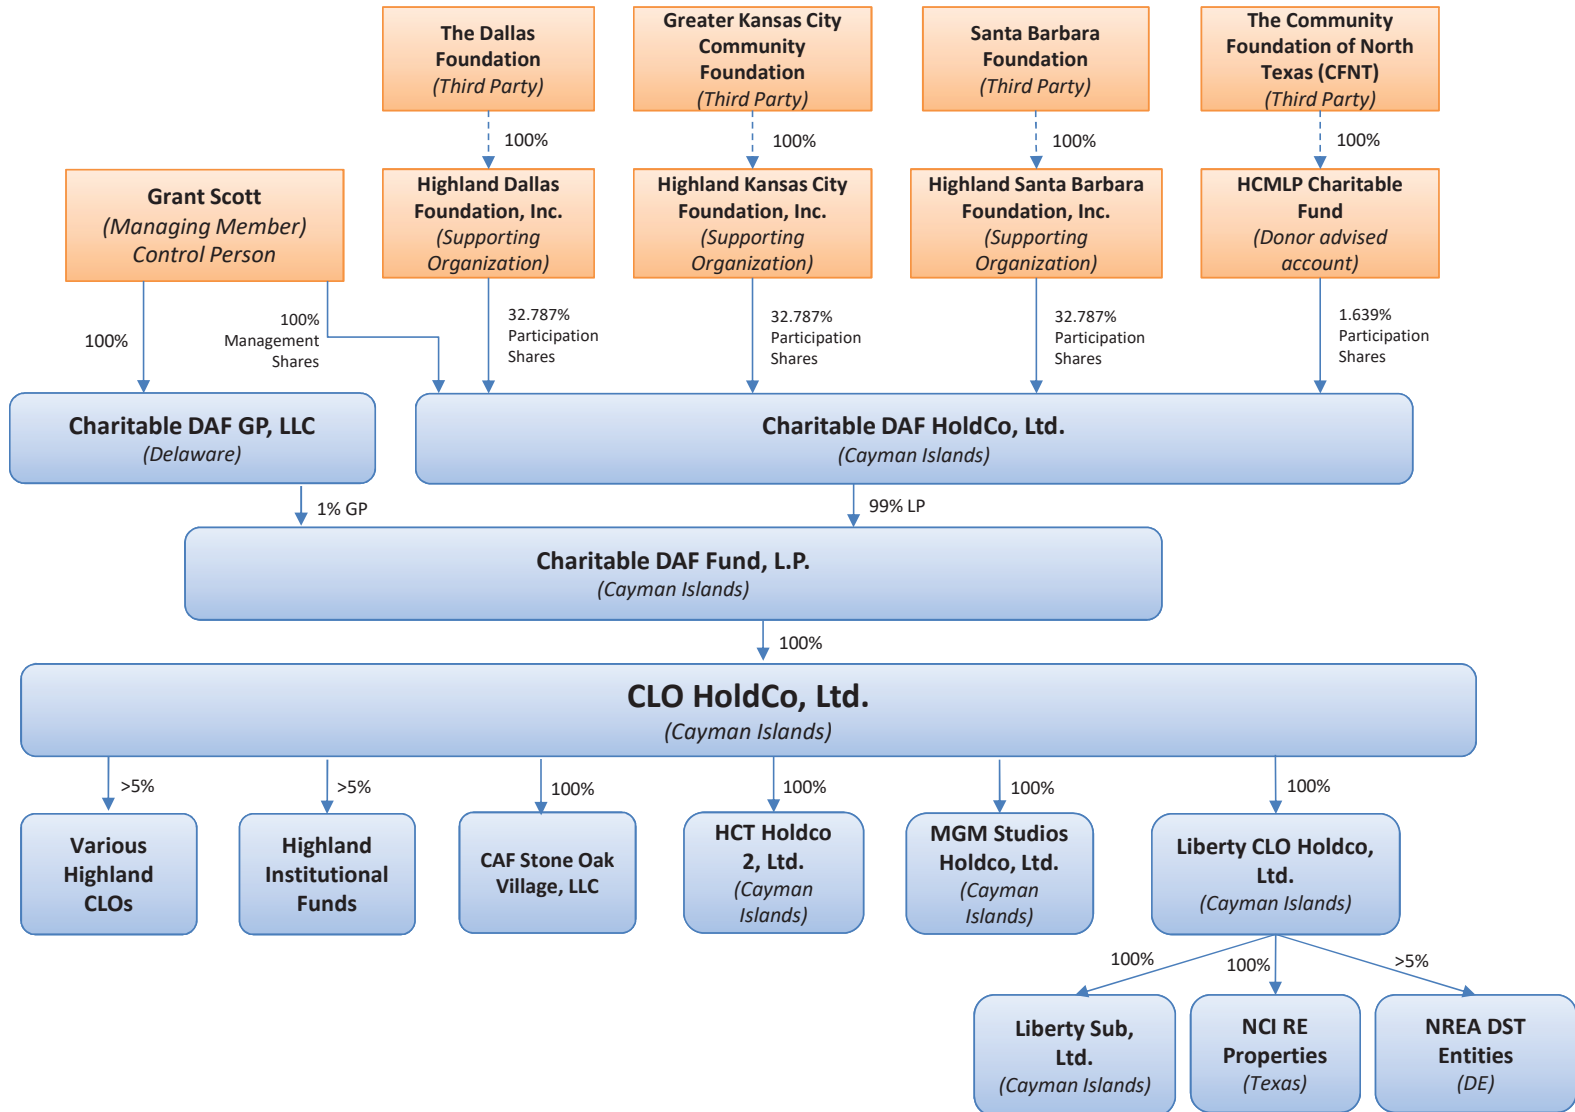 The Dallas
Foundation
(Third Party)
Greater Kansas City
Community
Foundation
(Third Party)
Santa Barbara
Foundation
(Third Party)
The Community
Foundation of North
Texas (CFNT)
(Third Party)
100%
100%
100%
100%
Grant Scott
(Managing Member)
Control Person
Highland Dallas
Foundation, Inc.
(Supporting
Organization)
Highland Kansas City
Foundation, Inc.
(Supporting
Organization)
Highland Santa Barbara
Foundation, Inc.
(Supporting
Organization)
HCMLP Charitable
Fund
(Donor advised
account)
100%
100%
Management
Shares
32.787%
Participation
Shares
32.787%
Participation
Shares
32.787%
Participation
Shares
1.639%
Participation
Shares
Charitable DAF GP, LLC
(Delaware)
Charitable DAF HoldCo, Ltd.
(Cayman Islands)
1% GP
99% LP
Charitable DAF Fund, L.P.
(Cayman Islands)
100%
CLO HoldCo, Ltd.
(Cayman Islands)
>5%
>5%
100%
100%
100%
100%
Various
Highland
CLOs
Highland
Institutional
Funds
CAF Stone Oak
Village, LLC
HCT Holdco
2, Ltd.
(Cayman
Islands)
MGM Studios
Holdco, Ltd.
(Cayman
Islands)
Liberty CLO Holdco,
Ltd.
(Cayman Islands)
100%
100%
>5%
Liberty Sub,
Ltd.
(Cayman Islands)
NCI RE
Properties
(Texas)
NREA DST
Entities
(DE)